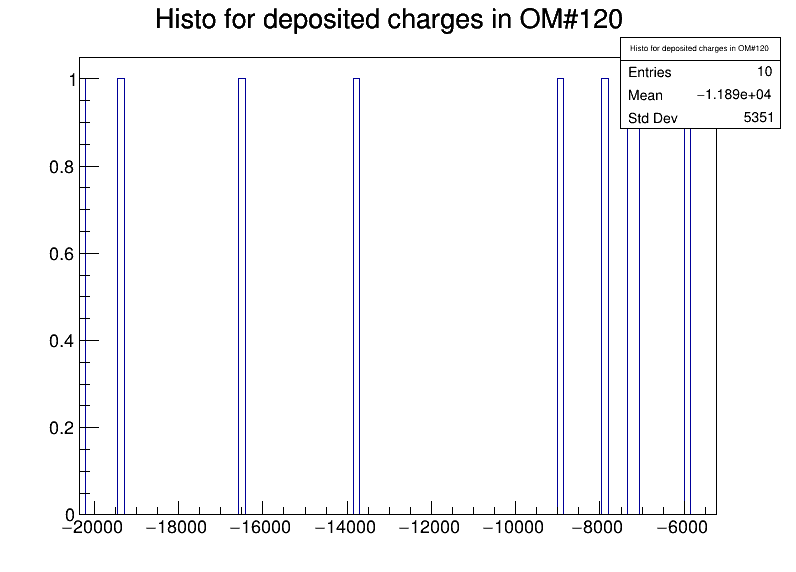 Histo for deposited charges in OM#120
Histo for deposited charges in OM#120
Entries 10
Mean −1.189e+04
Std Dev 5351
1
0.8
0.6
0.4
0.2
0
−20000 −18000 −16000 −14000 −12000 −10000 −8000 −6000